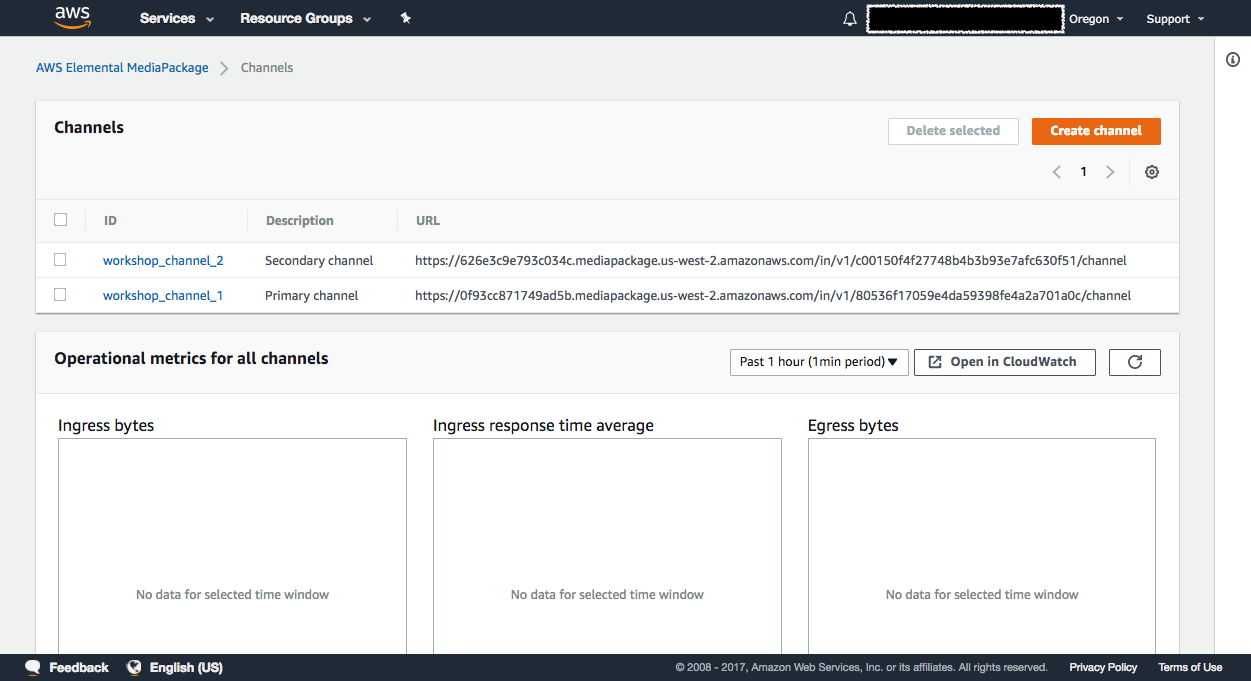 aws Services Resource Groups Oregon Support
AWS Elemental MediaPackage Channels
Channels Delete selected Create channel
1
ID Description URL
workshop_channel_2 Secondary channel https://626e3c9e793c034c.mediapackage.us-west-2.amazonaws.com/in/v1/c00150f4f27748b4b3b93e7afc630f51/channel
workshop_channel_1 Primary channel https://0f93cc871749ad5b.mediapackage.us-west-2.amazonaws.com/in/v1/80536f17059e4da59398fe4a2a701a0c/channel
Operational metrics for all channels Past 1 hour (1min period) Open in CloudWatch
Ingress bytes Ingress response time average Egress bytes
No data for selected time window No data for selected time window No data for selected time window
Feedback English (US) © 2008 - 2017, Amazon Web Services, Inc. or its affiliates. All rights reserved. Privacy Policy Terms of Use